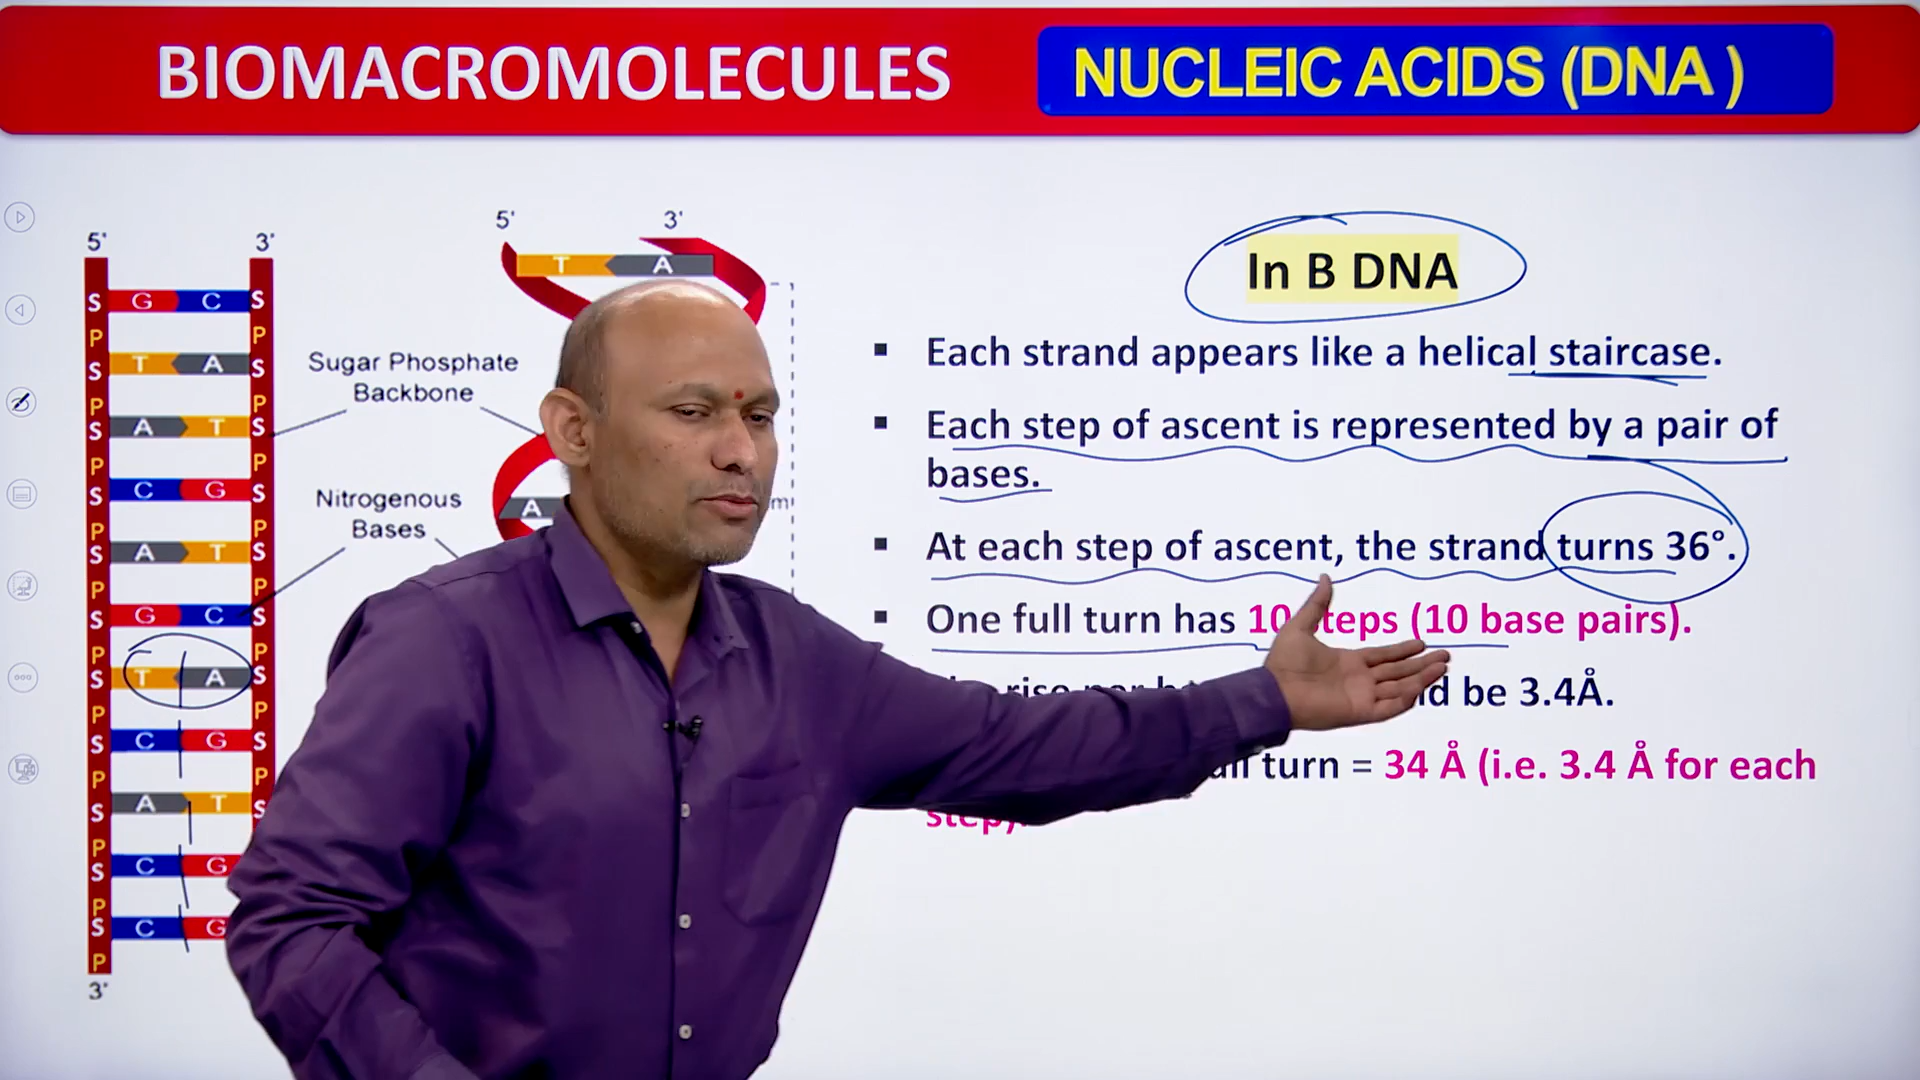 BIOMACROMOLECULES
NUCLEIC ACIDS (DNA )
5' 3'
5' 3'
T A
S G C S
P P
S T A S
P P
S A T S
P P
S C G S
P P
S A T S
P P
S G C S
P P
S T A S
P P
S C G S
P P
S A T S
P
S C G
P
S C G
P
3'
Sugar Phosphate
Backbone
Nitrogenous
Bases
A
In B DNA
▪ Each strand appears like a helical staircase.
▪ Each step of ascent is represented by a pair of
bases.
▪ At each step of ascent, the strand turns 36°.
▪ One full turn has 10 steps (10 base pairs).
be 3.4Å.
turn = 34 Å (i.e. 3.4 Å for each
step).